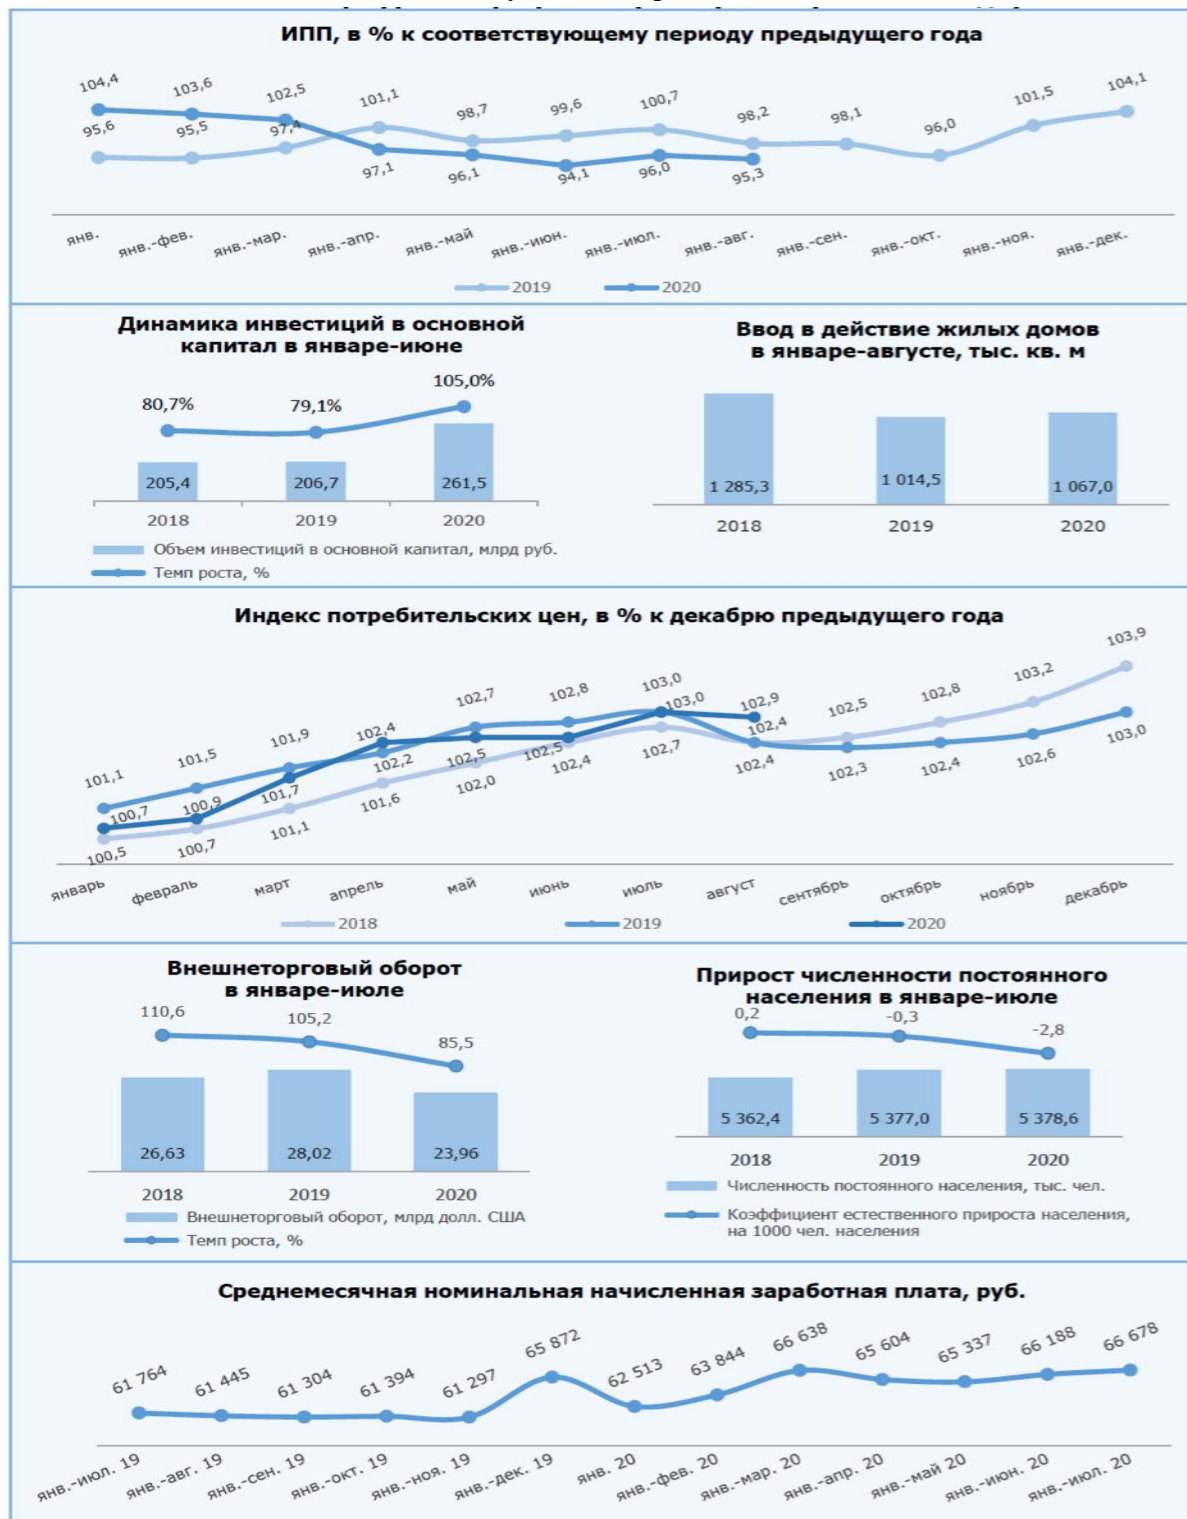 ИПП, в % к соответствующему периоду предыдущего года
104,4 103,6 102,5 101,1 98,7 99,6 100,7 98,2 98,1 96,0 101,5 104,1
95,6 95,5 97,4 97,1 96,1 94,1 96,0 95,3
янв. янв.-фев. янв.-мар. янв.-апр. янв.-май янв.-июн. янв.-июл. янв.-авг. янв.-сен. янв.-окт. янв.-ноя. янв.-дек.
2019 2020
Динамика инвестиций в основной
капитал в январе-июне
80,7% 79,1% 105,0%
205,4 206,7 261,5
2018 2019 2020
Объем инвестиций в основной капитал, млрд руб.
Темп роста, %
Ввод в действие жилых домов
в январе-августе, тыс. кв. м
1 285,3 1 014,5 1 067,0
2018 2019 2020
Индекс потребительских цен, в % к декабрю предыдущего года
101,1 101,5 101,9 102,4 102,7 102,8 103,0 103,0 102,9 102,5 102,8 103,2 103,9
100,7 100,9 101,7 102,2 102,5 102,5 102,7 102,4 102,3 102,4 102,6 103,0
100,5 100,7 101,1 101,6 102,0 102,4 102,4
январь февраль март апрель май июнь июль август сентябрь октябрь ноябрь декабрь
2018 2019 2020
Внешнеторговый оборот
в январе-июле
110,6 105,2 85,5
26,63 28,02 23,96
2018 2019 2020
Внешнеторговый оборот, млрд долл. США
Темп роста, %
Прирост численности постоянного
населения в январе-июле
0,2 -0,3 -2,8
5 362,4 5 377,0 5 378,6
2018 2019 2020
Численность постоянного населения, тыс. чел.
Коэффициент естественного прироста населения,
на 1000 чел. населения
Среднемесячная номинальная начисленная заработная плата, руб.
61 764 61 445 61 304 61 394 61 297 65 872 62 513 63 844 66 638 65 604 65 337 66 188 66 678
янв.-июл. 19 янв.-авг. 19 янв.-сен. 19 янв.-окт. 19 янв.-ноя. 19 янв.-дек. 19 янв. 20 янв.-фев. 20 янв.-мар. 20 янв.-апр. 20 янв.-май 20 янв.-июн. 20 янв.-июл. 20